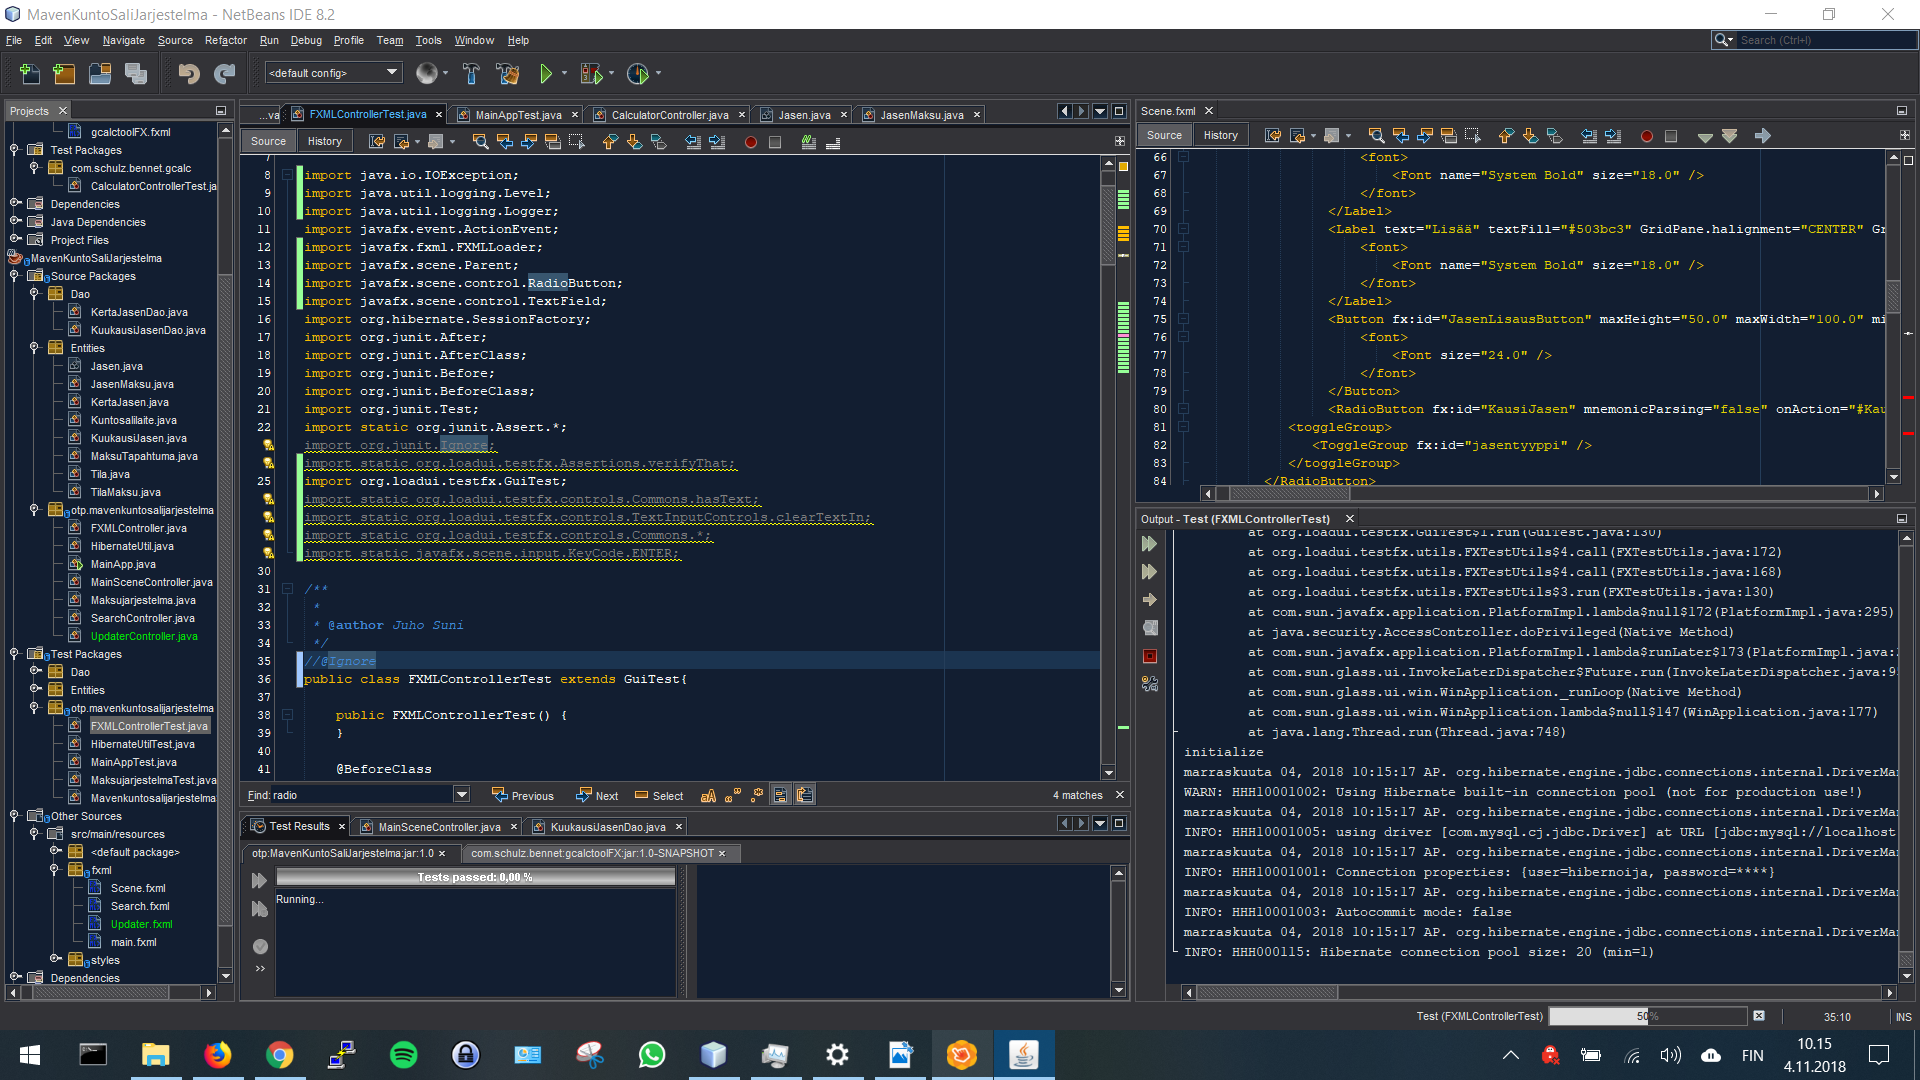 MavenKuntoSaliJarjestelma - NetBeans IDE 8.2
File Edit View Navigate Source Refactor Run Debug Profile Team Tools Window Help
Search (Ctrl+I)
<default config>
Projects
gcalctoolFX.fxml
Test Packages
com.schulz.bennet.gcalc
CalculatorControllerTest.ja
Dependencies
Java Dependencies
Project Files
MavenKuntoSaliJarjestelma
Source Packages
Dao
KertaJasenDao.java
KuukausiJasenDao.java
Entities
Jasen.java
JasenMaksu.java
KertaJasen.java
Kuntosalilaite.java
KuukausiJasen.java
MaksuTapahtuma.java
Tila.java
TilaMaksu.java
otp.mavenkuntosalijarjestelma
FXMLController.java
HibernateUtil.java
MainApp.java
MainSceneController.java
Maksujarjestelma.java
SearchController.java
UpdaterController.java
Test Packages
Dao
Entities
otp.mavenkuntosalijarjestelma
FXMLControllerTest.java
HibernateUtilTest.java
MainAppTest.java
MaksujarjestelmaTest.java
Mavenkuntosalijarjestelma
Other Sources
src/main/resources
<default package>
fxml
Scene.fxml
Search.fxml
Updater.fxml
main.fxml
styles
Dependencies
...va FXMLControllerTest.java MainAppTest.java CalculatorController.java Jasen.java JasenMaksu.java
Source History
7
8 import java.io.IOException;
9 import java.util.logging.Level;
10 import java.util.logging.Logger;
11 import javafx.event.ActionEvent;
12 import javafx.fxml.FXMLLoader;
13 import javafx.scene.Parent;
14 import javafx.scene.control.RadioButton;
15 import javafx.scene.control.TextField;
16 import org.hibernate.SessionFactory;
17 import org.junit.After;
18 import org.junit.AfterClass;
19 import org.junit.Before;
20 import org.junit.BeforeClass;
21 import org.junit.Test;
22 import static org.junit.Assert.*;
import org.junit.Ignore;
import static org.loadui.testfx.Assertions.verifyThat;
25 import org.loadui.testfx.GuiTest;
import static org.loadui.testfx.controls.Commons.hasText;
import static org.loadui.testfx.controls.TextInputControls.clearTextIn;
import static org.loadui.testfx.controls.Commons.*;
import static javafx.scene.input.KeyCode.ENTER;
30
31 /**
32 *
33 * @author Juho Suni
34 */
35 //@Ignore
36 public class FXMLControllerTest extends GuiTest{
37
38 public FXMLControllerTest() {
39 }
40
41 @BeforeClass
Find: radio Previous Next Select 4 matches
Test Results MainSceneController.java KuukausiJasenDao.java
otp:MavenKuntoSaliJarjestelma:jar:1.0 com.schulz.bennet:gcalctoolFX:jar:1.0-SNAPSHOT
Tests passed: 0,00 %
Running...
Scene.fxml
Source History
66 <font>
67 <Font name="System Bold" size="18.0" />
68 </font>
69 </Label>
70 <Label text="Lisää" textFill="#503bc3" GridPane.halignment="CENTER" Gr
71 <font>
72 <Font name="System Bold" size="18.0" />
73 </font>
74 </Label>
75 <Button fx:id="JasenLisausButton" maxHeight="50.0" maxWidth="100.0" mi
76 <font>
77 <Font size="24.0" />
78 </font>
79 </Button>
80 <RadioButton fx:id="KausiJasen" mnemonicParsing="false" onAction="#Kau
81 <toggleGroup>
82 <ToggleGroup fx:id="jasentyyppi" />
83 </toggleGroup>
84 </RadioButton>
Output - Test (FXMLControllerTest)
at org.loadui.testfx.GuiTest$1.run(GuiTest.java:130)
at org.loadui.testfx.utils.FXTestUtils$4.call(FXTestUtils.java:172)
at org.loadui.testfx.utils.FXTestUtils$4.call(FXTestUtils.java:168)
at org.loadui.testfx.utils.FXTestUtils$3.run(FXTestUtils.java:130)
at com.sun.javafx.application.PlatformImpl.lambda$null$172(PlatformImpl.java:295)
at java.security.AccessController.doPrivileged(Native Method)
at com.sun.javafx.application.PlatformImpl.lambda$runLater$173(PlatformImpl.java:
at com.sun.glass.ui.InvokeLaterDispatcher$Future.run(InvokeLaterDispatcher.java:9
at com.sun.glass.ui.win.WinApplication._runLoop(Native Method)
at com.sun.glass.ui.win.WinApplication.lambda$null$147(WinApplication.java:177)
at java.lang.Thread.run(Thread.java:748)
initialize
marraskuuta 04, 2018 10:15:17 AP. org.hibernate.engine.jdbc.connections.internal.DriverMa
WARN: HHH10001002: Using Hibernate built-in connection pool (not for production use!)
marraskuuta 04, 2018 10:15:17 AP. org.hibernate.engine.jdbc.connections.internal.DriverMa
INFO: HHH10001005: using driver [com.mysql.cj.jdbc.Driver] at URL [jdbc:mysql://localhost
marraskuuta 04, 2018 10:15:17 AP. org.hibernate.engine.jdbc.connections.internal.DriverMa
INFO: HHH10001001: Connection properties: {user=hibernoija, password=****}
marraskuuta 04, 2018 10:15:17 AP. org.hibernate.engine.jdbc.connections.internal.DriverMa
INFO: HHH10001003: Autocommit mode: false
marraskuuta 04, 2018 10:15:17 AP. org.hibernate.engine.jdbc.connections.internal.DriverMa
INFO: HHH000115: Hibernate connection pool size: 20 (min=1)
Test (FXMLControllerTest) 50% 35:10 INS
FIN
10.15
4.11.2018